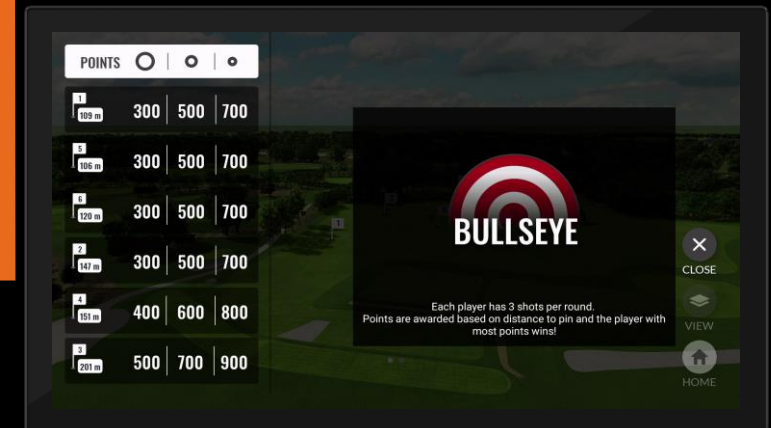 POINTS
1
109 m 300 500 700
5
106 m 300 500 700
6
120 m 300 500 700
2
147 m 300 500 700
4
151 m 400 600 800
3
201 m 500 700 900
1
BULLSEYE
Each player has 3 shots per round.
Points are awarded based on distance to pin and the player with
most points wins!
CLOSE
VIEW
HOME